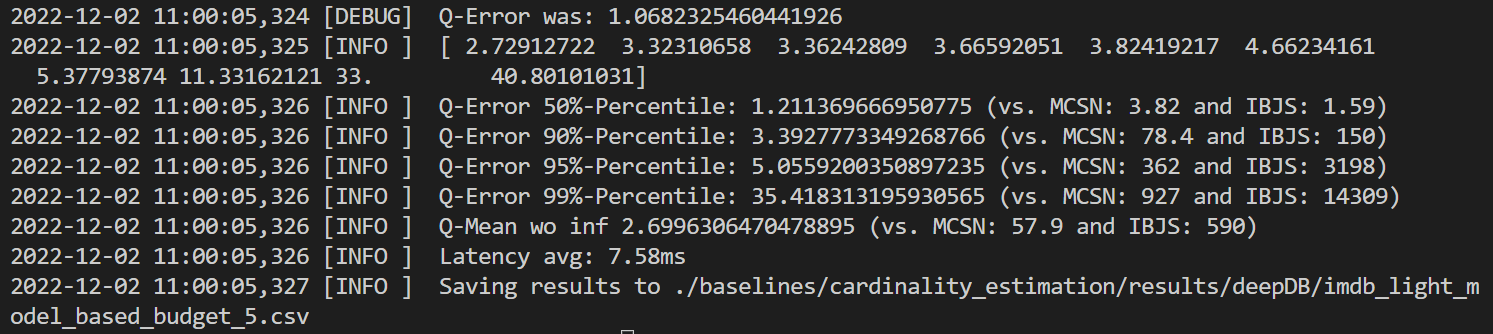 2022-12-02 11:00:05,324 [DEBUG]  Q-Error was: 1.0682325460441926
2022-12-02 11:00:05,325 [INFO ]  [ 2.72912722  3.32310658  3.36242809  3.66592051  3.82419217  4.66234161
  5.37793874 11.33162121 33.         40.80101031]
2022-12-02 11:00:05,326 [INFO ]  Q-Error 50%-Percentile: 1.211369666950775 (vs. MCSN: 3.82 and IBJS: 1.59)
2022-12-02 11:00:05,326 [INFO ]  Q-Error 90%-Percentile: 3.3927773349268766 (vs. MCSN: 78.4 and IBJS: 150)
2022-12-02 11:00:05,326 [INFO ]  Q-Error 95%-Percentile: 5.0559200350897235 (vs. MCSN: 362 and IBJS: 3198)
2022-12-02 11:00:05,326 [INFO ]  Q-Error 99%-Percentile: 35.418313195930565 (vs. MCSN: 927 and IBJS: 14309)
2022-12-02 11:00:05,326 [INFO ]  Q-Mean wo inf 2.6996306470478895 (vs. MCSN: 57.9 and IBJS: 590)
2022-12-02 11:00:05,326 [INFO ]  Latency avg: 7.58ms
2022-12-02 11:00:05,327 [INFO ]  Saving results to ./baselines/cardinality_estimation/results/deepDB/imdb_light_m
odel_based_budget_5.csv